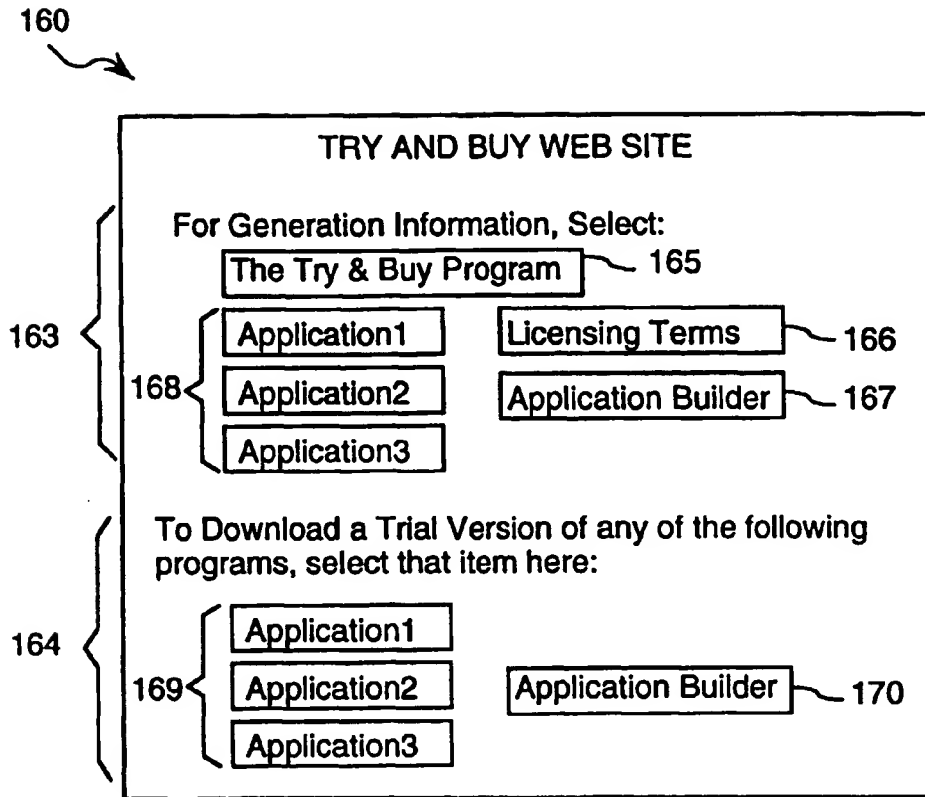 160
TRY AND BUY WEB SITE
For Generation Information, Select:
The Try & Buy Program 165
163
168
Application1 Licensing Terms 166
Application2 Application Builder 167
Application3
To Download a Trial Version of any of the following
programs, select that item here:
164
169
Application1
Application2 Application Builder 170
Application3